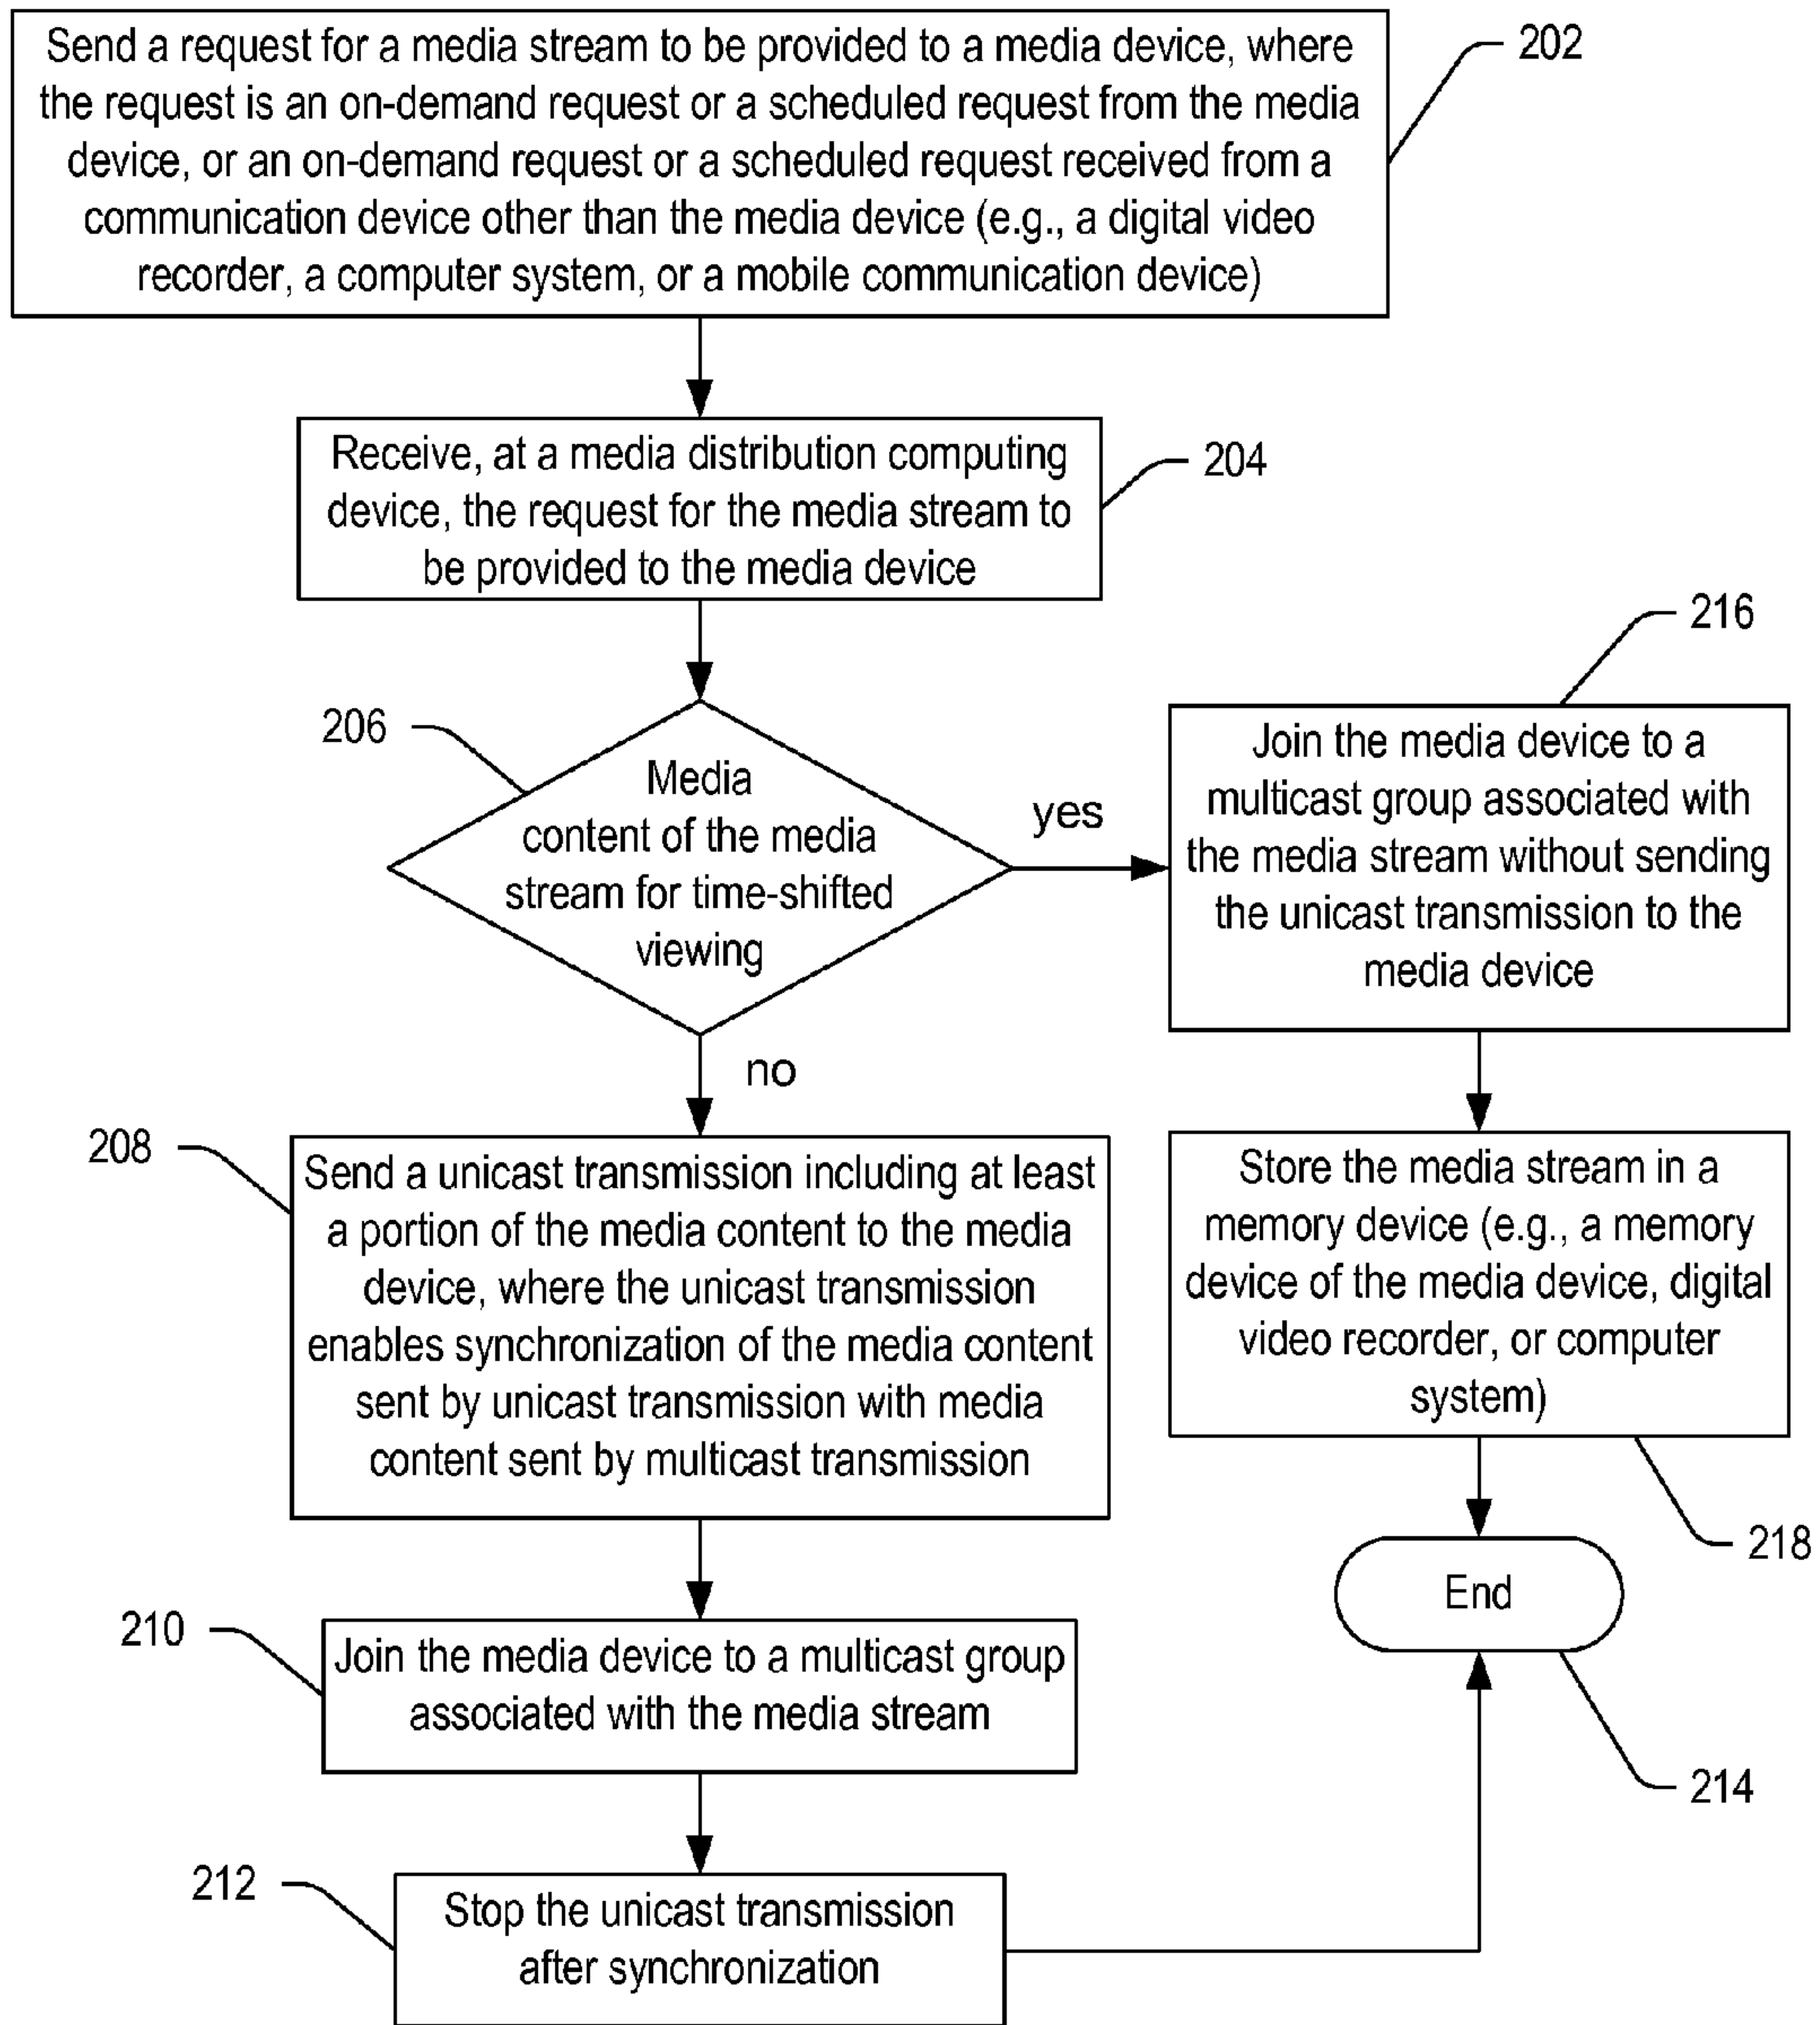 Send a request for a media stream to be provided to a media device, where
the request is an on-demand request or a scheduled request from the media
device, or an on-demand request or a scheduled request received from a
communication device other than the media device (e.g., a digital video
recorder, a computer system, or a mobile communication device)
202
Receive, at a media distribution computing
device, the request for the media stream to
be provided to the media device
204
206
Media
content of the media
stream for time-shifted
viewing
yes
no
216
Join the media device to a
multicast group associated with
the media stream without sending
the unicast transmission to the
media device
208
Send a unicast transmission including at least
a portion of the media content to the media
device, where the unicast transmission
enables synchronization of the media content
sent by unicast transmission with media
content sent by multicast transmission
Store the media stream in a
memory device (e.g., a memory
device of the media device, digital
video recorder, or computer
system)
218
210
Join the media device to a multicast group
associated with the media stream
End
214
212
Stop the unicast transmission
after synchronization